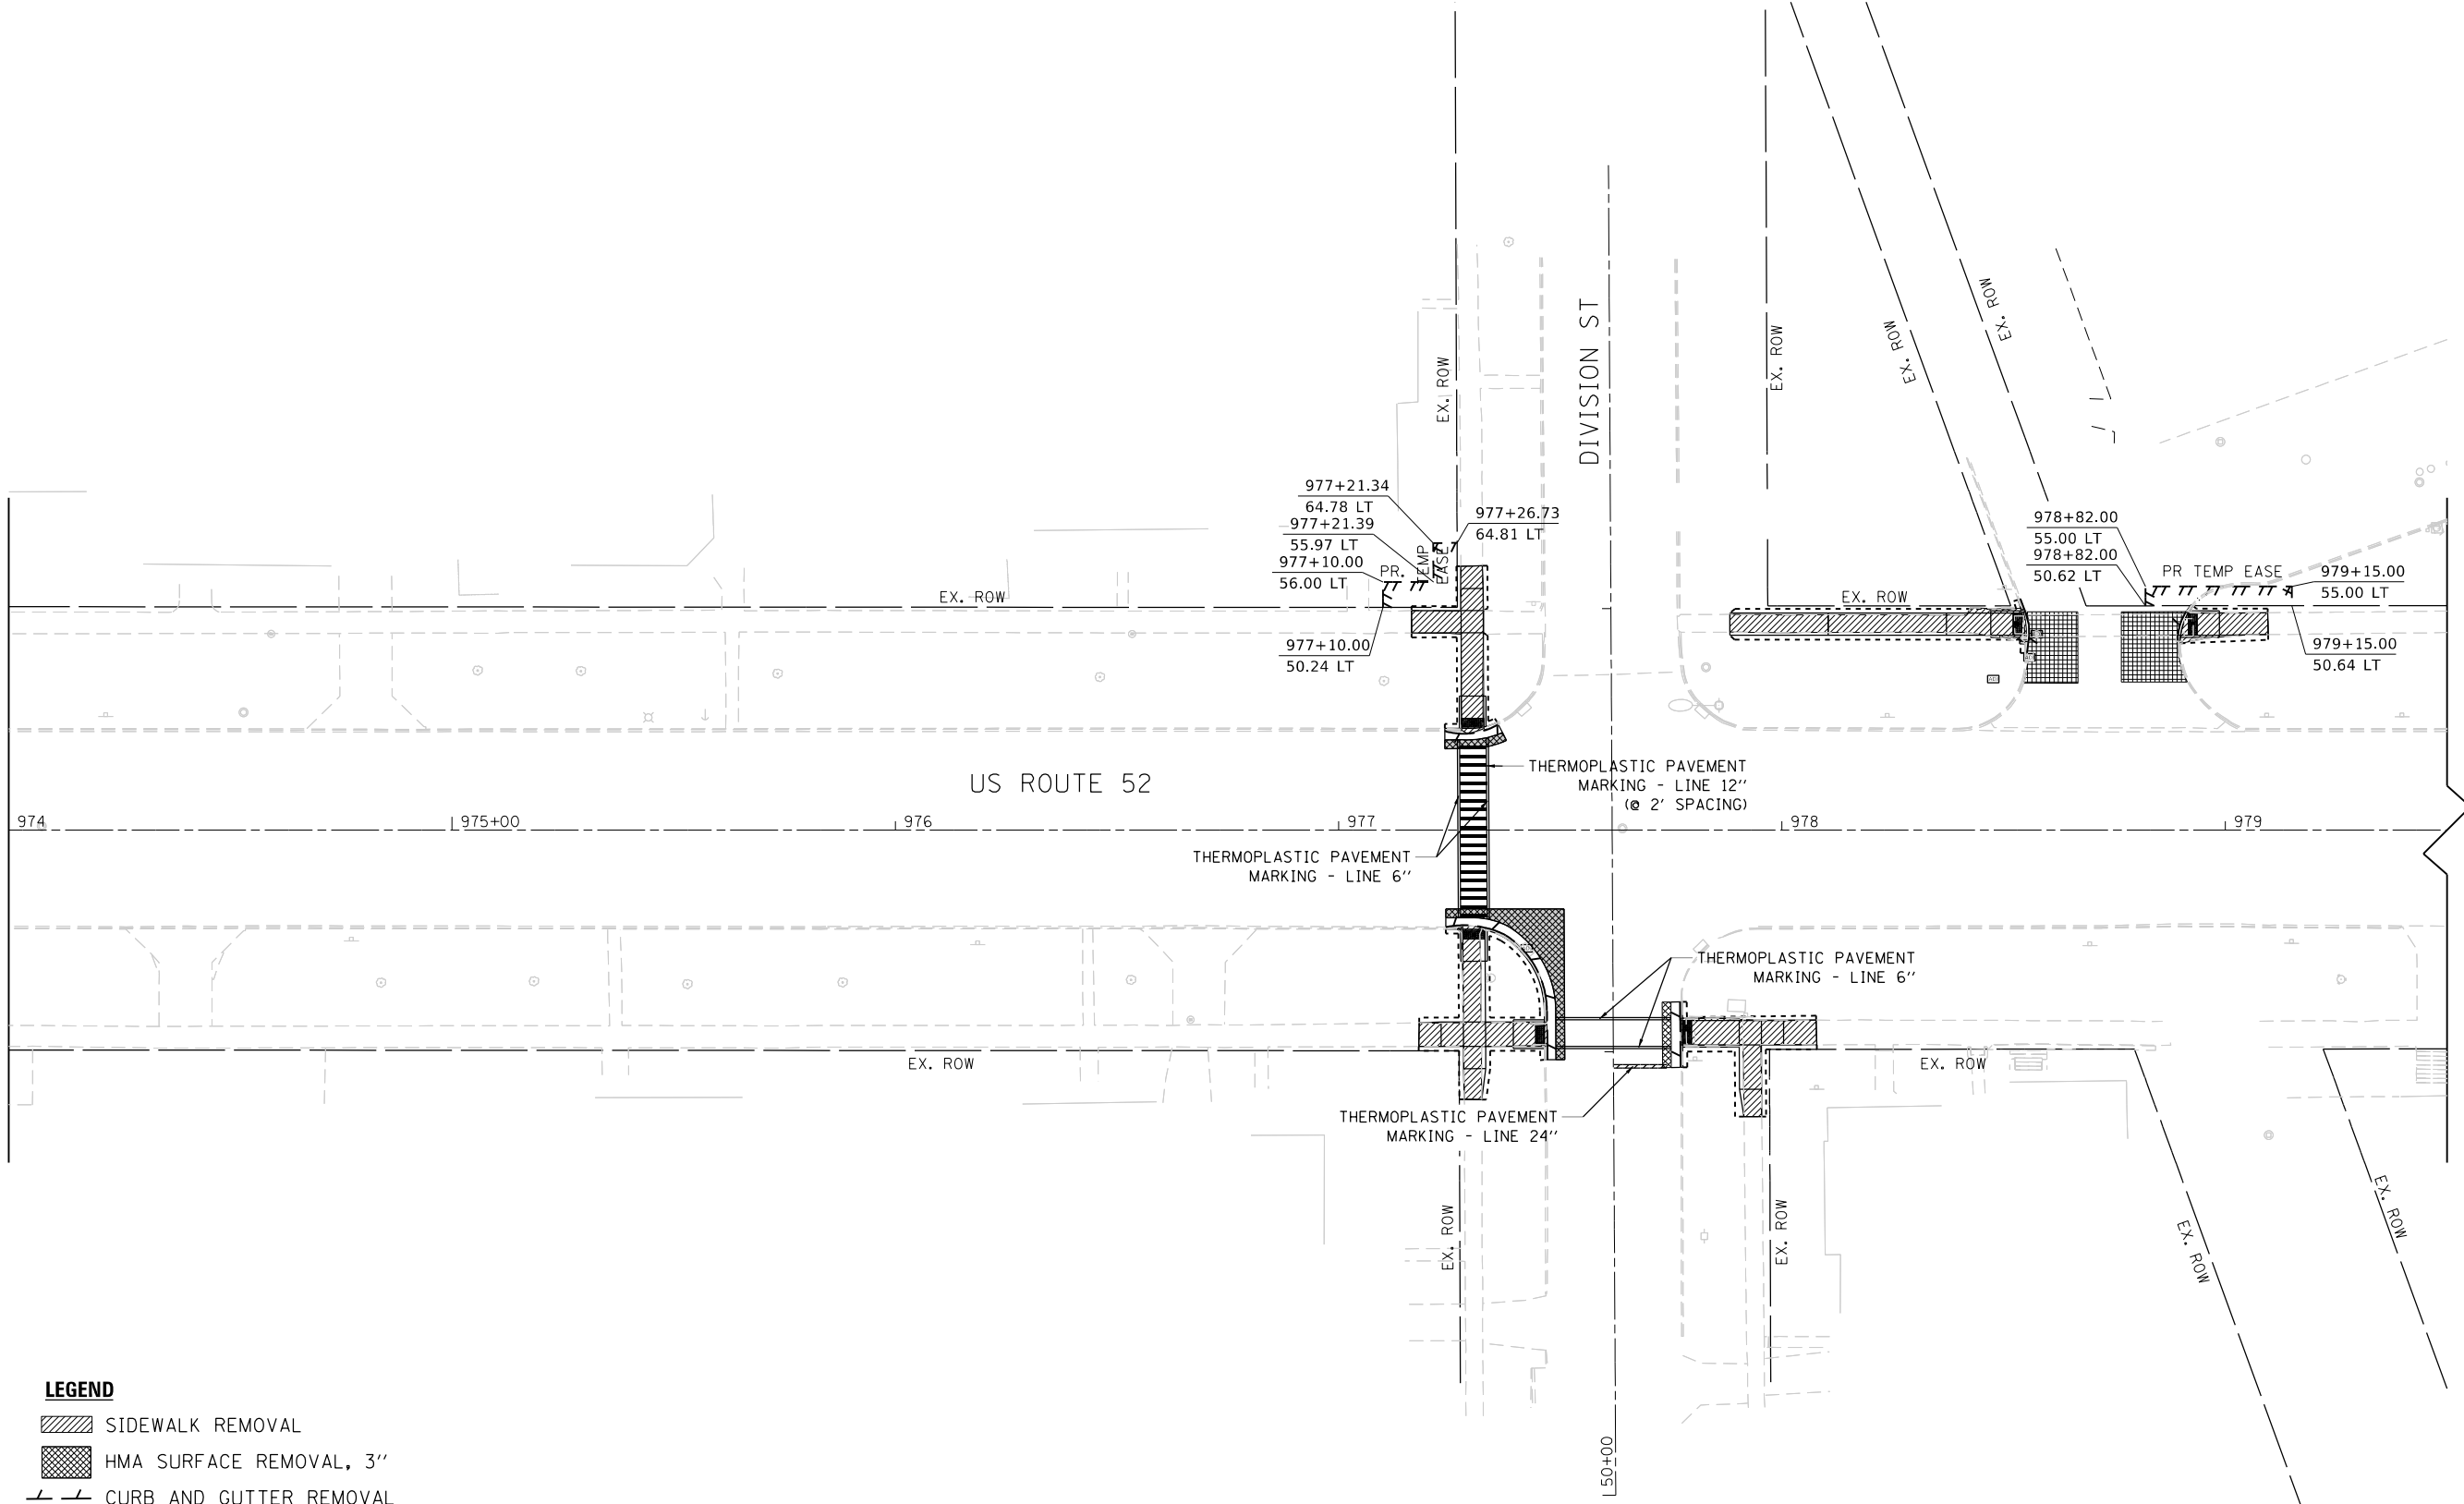 EX. ROW
EX. ROW
EX. ROW
EX. ROW
DIVISION ST
977+21.34
64.78 LT
977+21.39
55.97 LT
977+10.00
56.00 LT
977+26.73
64.81 LT
PR. TEMP
EASE
977+10.00
50.24 LT
978+82.00
55.00 LT
978+82.00
50.62 LT
PR TEMP EASE
979+15.00
55.00 LT
979+15.00
50.64 LT
EX. ROW
EX. ROW
US ROUTE 52
THERMOPLASTIC PAVEMENT
MARKING - LINE 12"
(@ 2' SPACING)
974
975+00
976
977
978
979
THERMOPLASTIC PAVEMENT
MARKING - LINE 6"
THERMOPLASTIC PAVEMENT
MARKING - LINE 6"
EX. ROW
EX. ROW
THERMOPLASTIC PAVEMENT
MARKING - LINE 24"
EX. ROW
EX. ROW
EX. ROW
EX. ROW
50+00
LEGEND
SIDEWALK REMOVAL
HMA SURFACE REMOVAL, 3"
CURB AND GUTTER REMOVAL